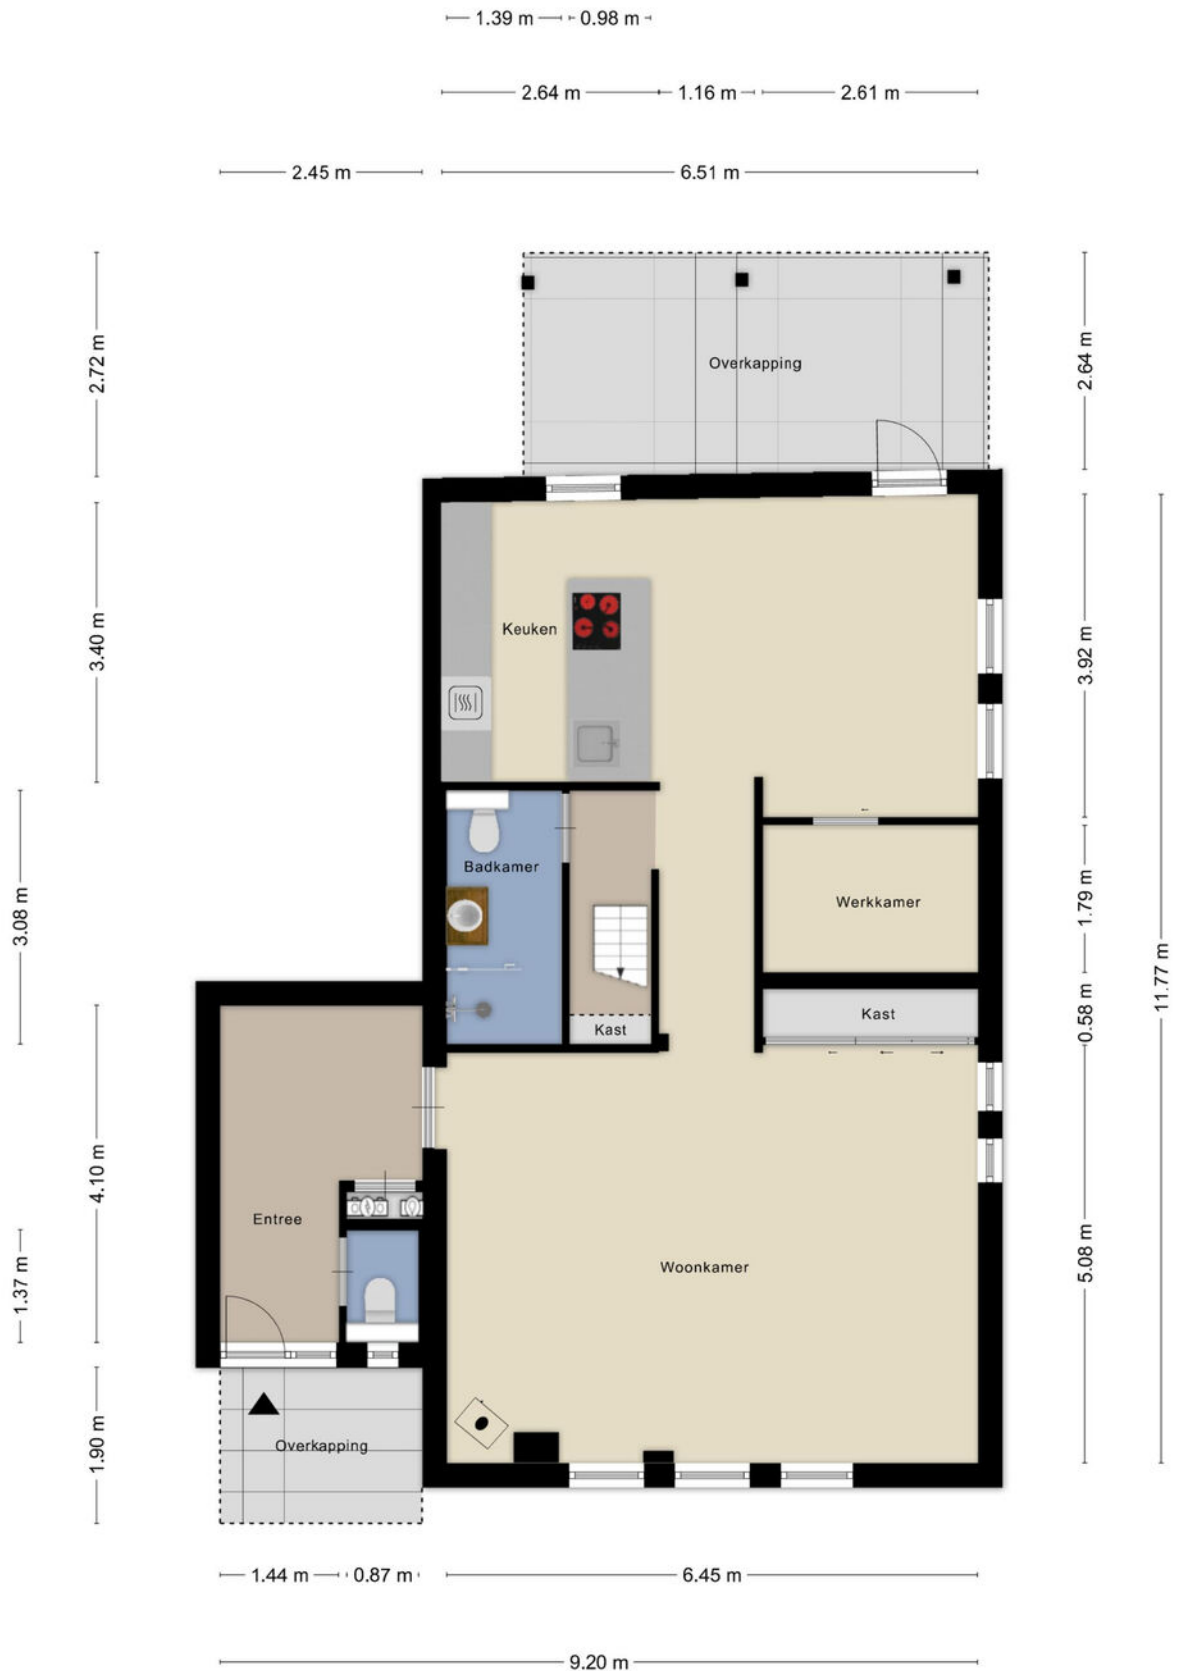 1.39 m 0.98 m
2.64 m 1.16 m 2.61 m
2.45 m 6.51 m
2.72 m
Overkapping
2.64 m
3.40 m
Keuken
3.92 m
3.08 m
Badkamer
Werkkamer
1.79 m
Kast
Kast
0.58 m
11.77 m
4.10 m
Entree
1.37 m
Woonkamer
5.08 m
1.90 m
Overkapping
1.44 m 0.87 m 6.45 m
9.20 m